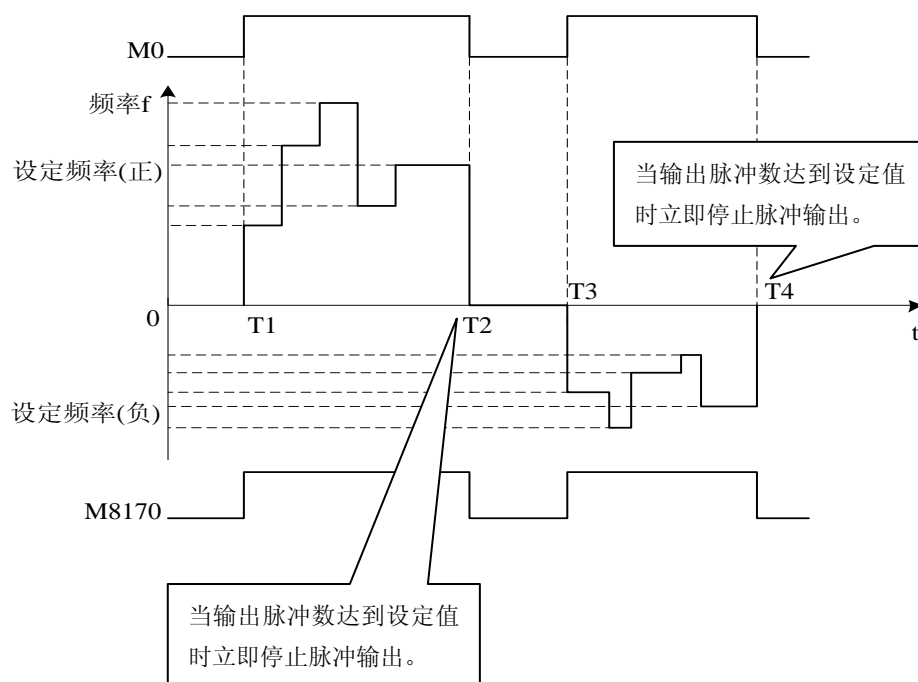 M0
频率f
设定频率(正)
当输出脉冲数达到设定值
时立即停止脉冲输出。
0
T1
T2
T3
T4
t
设定频率(负)
M8170
当输出脉冲数达到设定值
时立即停止脉冲输出。